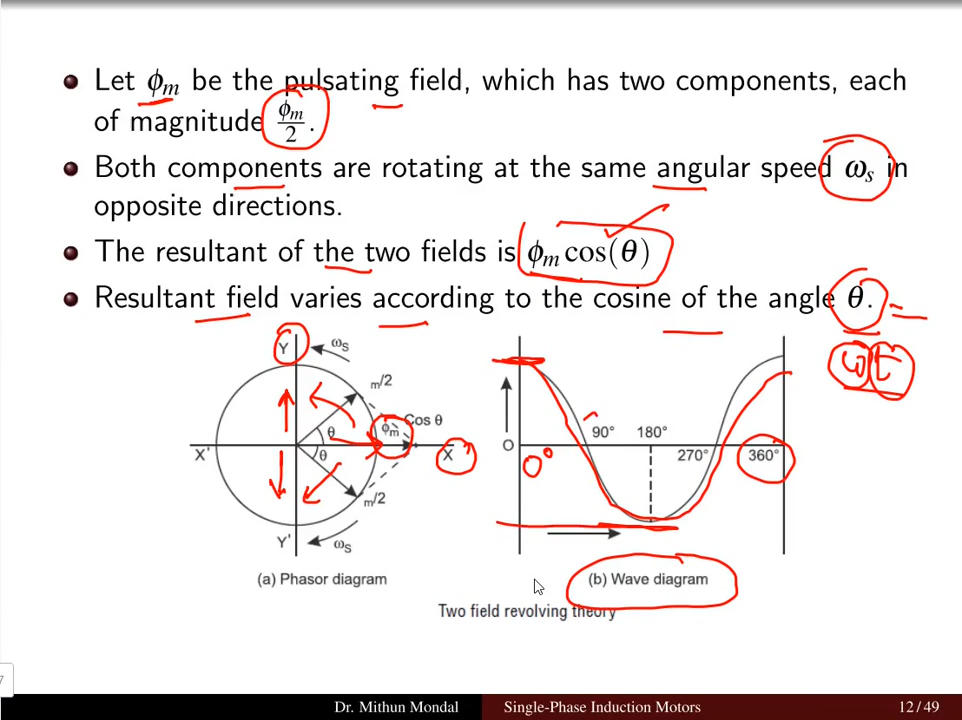 Let ϕm be the pulsating field, which has two components, each
of magnitude ϕm/2.
Both components are rotating at the same angular speed ωs in
opposite directions.
The resultant of the two fields is ϕm cos(θ)
Resultant field varies according to the cosine of the angle θ.
ωt
Y
ωs
m/2
ϕm Cos θ
θ
X'
X
θ
m/2
Y'
ωs
(a) Phasor diagram
O
0°
90°
180°
270°
360°
(b) Wave diagram
Two field revolving theory
7
Dr. Mithun Mondal
Single-Phase Induction Motors
12/49